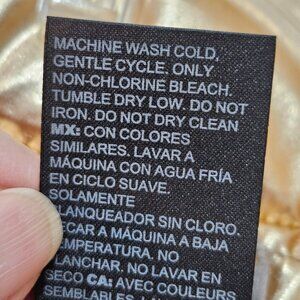 MACHINE WASH COLD,
GENTLE CYCLE. ONLY
NON-CHLORINE BLEACH.
TUMBLE DRY LOW. DO NOT
IRON. DO NOT DRY CLEAN
MX: CON COLORES
SIMILARES. LAVAR A
MÁQUINA CON AGUA FRÍA
EN CICLO SUAVE.
SOLAMENTE
LANQUEADOR SIN CLORO.
CAR A MÁQUINA A BAJA
EMPERATURA. NO
LANCHAR. NO LAVAR EN
SECO CA: AVEC COULEURS
SEMBLABLES.